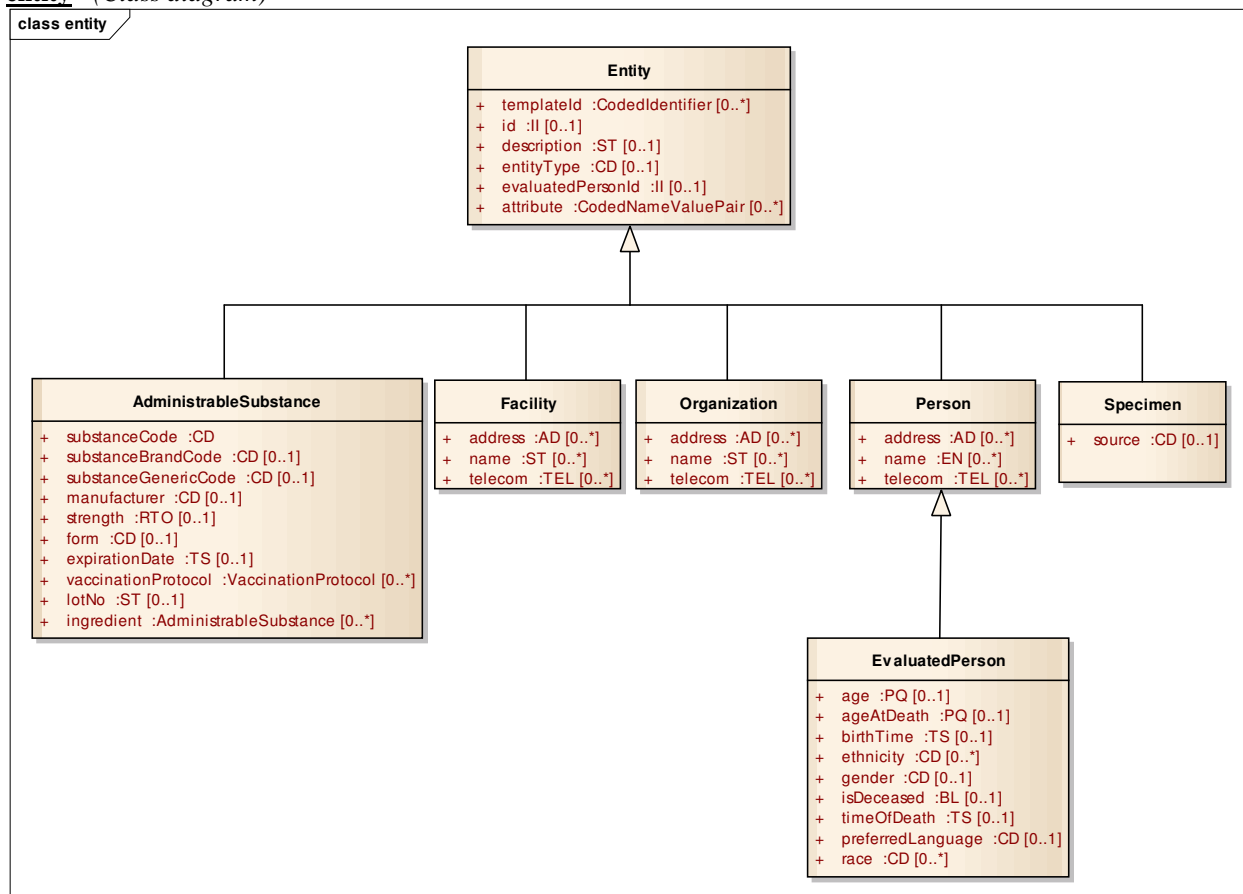 entity (Class diagram)
class entity
Entity
+ templateId :CodedIdentifier [0..*]
+ id :II [0..1]
+ description :ST [0..1]
+ entityType :CD [0..1]
+ evaluatedPersonId :II [0..1]
+ attribute :CodedNameValuePair [0..*]
AdministrableSubstance
+ substanceCode :CD
+ substanceBrandCode :CD [0..1]
+ substanceGenericCode :CD [0..1]
+ manufacturer :CD [0..1]
+ strength :RTO [0..1]
+ form :CD [0..1]
+ expirationDate :TS [0..1]
+ vaccinationProtocol :VaccinationProtocol [0..*]
+ lotNo :ST [0..1]
+ ingredient :AdministrableSubstance [0..*]
Facility
+ address :AD [0..*]
+ name :ST [0..*]
+ telecom :TEL [0..*]
Organization
+ address :AD [0..*]
+ name :ST [0..*]
+ telecom :TEL [0..*]
Person
+ address :AD [0..*]
+ name :EN [0..*]
+ telecom :TEL [0..*]
Specimen
+ source :CD [0..1]
EvaluatedPerson
+ age :PQ [0..1]
+ ageAtDeath :PQ [0..1]
+ birthTime :TS [0..1]
+ ethnicity :CD [0..*]
+ gender :CD [0..1]
+ isDeceased :BL [0..1]
+ timeOfDeath :TS [0..1]
+ preferredLanguage :CD [0..1]
+ race :CD [0..*]